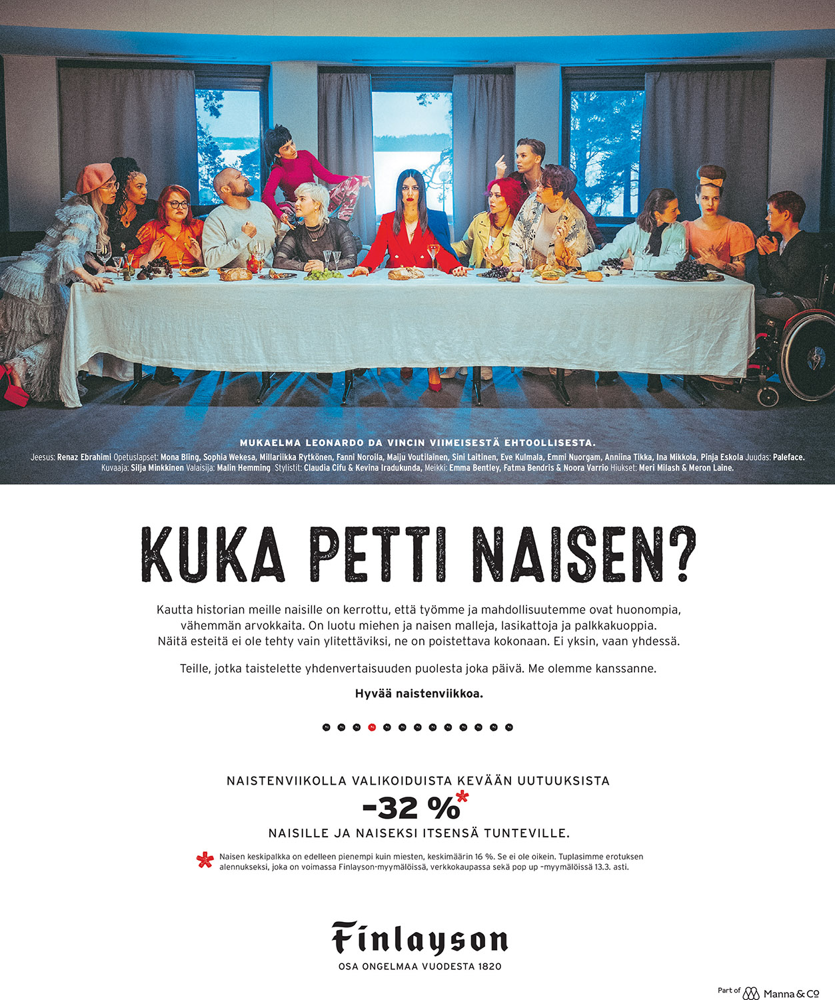 MUKAELMA LEONARDO DA VINCIN VIIMEISESTÄ EHTOOLLISESTA.
Jeesus: Renaz Ebrahimi Opetuslapset: Mona Bling, Sophia Wekesa, Millariikka Rytkönen, Fanni Noroila, Maiju Voutilainen, Sini Laitinen, Eve Kulmala, Emmi Nuorgam, Anniina Tikka, Ina Mikkola, Pinja Eskola Juudas: Paleface.
Kuvaaja: Silja Minkkinen Valaisija: Malin Hemming Stylistit: Claudia Cifu & Kevina Iradukunda, Meikki: Emma Bentley, Fatma Bendris & Noora Varrio Hiukset: Meri Milash & Meron Laine.
KUKA PETTI NAISEN?
Kautta historian meille naisille on kerrottu, että työmme ja mahdollisuutemme ovat huonompia,
vähemmän arvokkaita. On luotu miehen ja naisen malleja, lasikattoja ja palkkakuoppia.
Näitä esteitä ei ole tehty vain ylitettäviksi, ne on poistettava kokonaan. Ei yksin, vaan yhdessä.
Teille, jotka taistelette yhdenvertaisuuden puolesta joka päivä. Me olemme kanssanne.
Hyvää naistenviikkoa.
NAISTENVIIKOLLA VALIKOIDUISTA KEVÄÄN UUTUUKSISTA
–32 %*
NAISILLE JA NAISEKSI ITSENSÄ TUNTEVILLE.
* Naisen keskipalkka on edelleen pienempi kuin miesten, keskimäärin 16 %. Se ei ole oikein. Tuplasimme erotuksen
alennukseksi, joka on voimassa Finlayson-myymälöissä, verkkokaupassa sekä pop up –myymälöissä 13.3. asti.
Finlayson
OSA ONGELMAA VUODESTA 1820
Part of Manna & Co